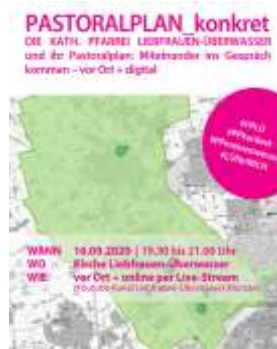 PASTORALPLAN_konkret
DIE KATH. PFARREI LIEBFRAUEN-ÜBERWASSER
und ihr Pastoralplan: Miteinander ins Gespräch
kommen – vor Ort + digital
WANN 16.09.2020 | 19.30 bis 21.00 Uhr
WO Kirche Liebfrauen-Überwasser
WIE: vor Ort + online per Live-Stream